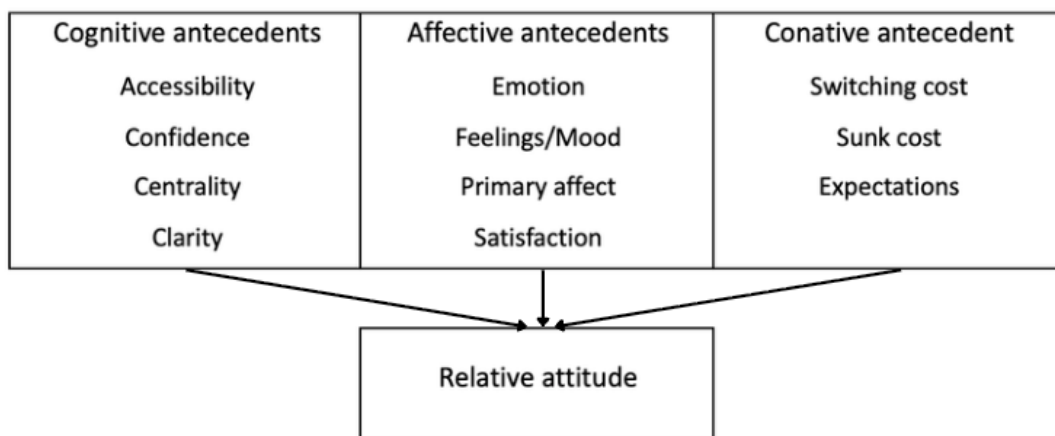 Cognitive antecedents
Accessibility
Confidence
Centrality
Clarity
Affective antecedents
Emotion
Feelings/Mood
Primary affect
Satisfaction
Conative antecedent
Switching cost
Sunk cost
Expectations
Relative attitude